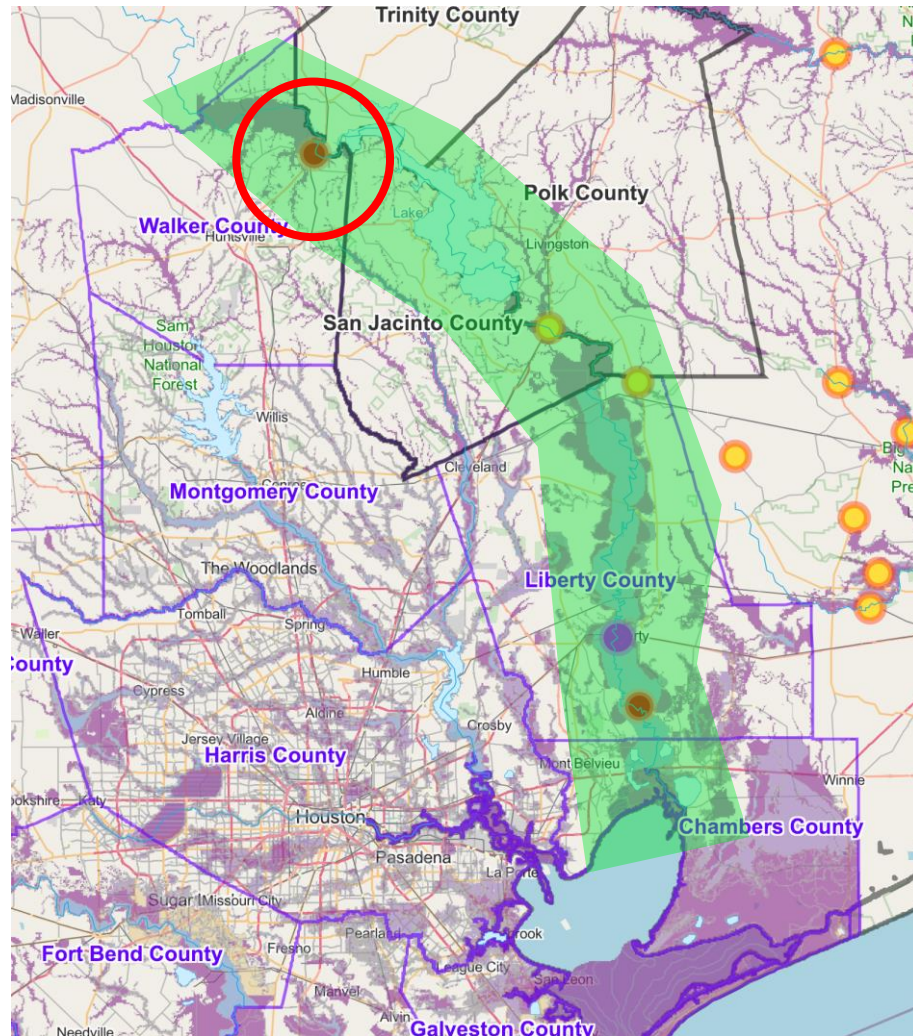 Trinity County
Madisonville
Polk County
Walker County
Lake
Huntsville
Livingston
San Jacinto County
Sam
Houston
National
Forest
Willis
Cleveland
Big
Na
Pre
Montgomery County
The Woodlands
Liberty County
Tomball
Spring
Waller
County
Humble
Cypress
Aldine
Crosby
Jersey Village
Harris County
Mont Belvieu
Winnie
Katy
Houston
Chambers County
Pasadena
La Porte
Sugar
Missouri City
Pearland
Fort Bend County
Fresno
League City
San Leon
Manvel
Alvin
Needville
Galveston County